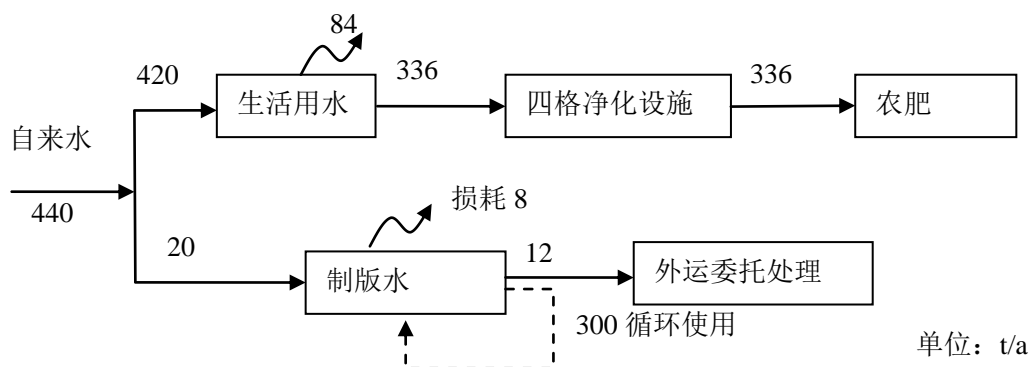 84
420
生活用水
336
四格净化设施
336
农肥
自来水
440
损耗 8
20
制版水
12
外运委托处理
300 循环使用
单位：t/a